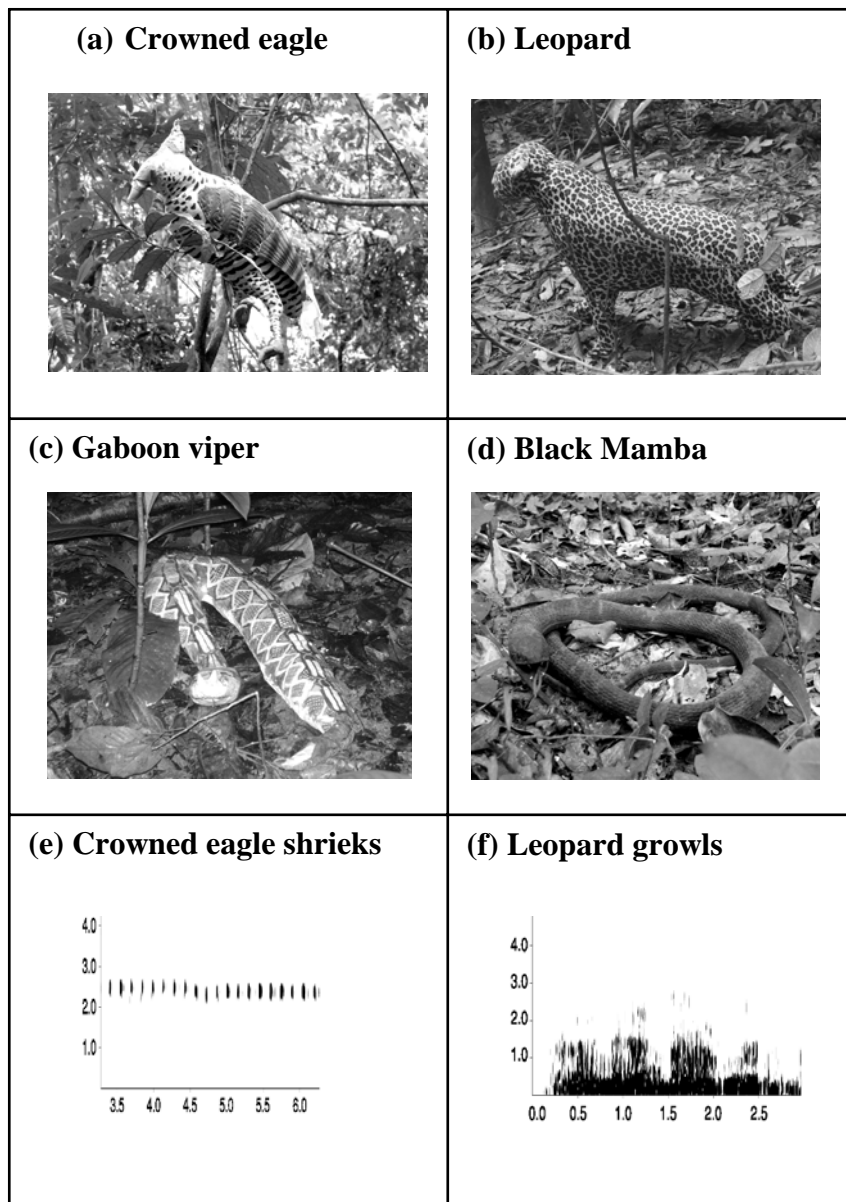 (a) Crowned eagle
(b) Leopard
(c) Gaboon viper
(d) Black Mamba
(e) Crowned eagle shrieks
(f) Leopard growls
4.0
3.0
2.0
1.0
3.5 4.0 4.5 5.0 5.5 6.0
4.0
3.0
2.0
1.0
0.0 0.5 1.0 1.5 2.0 2.5